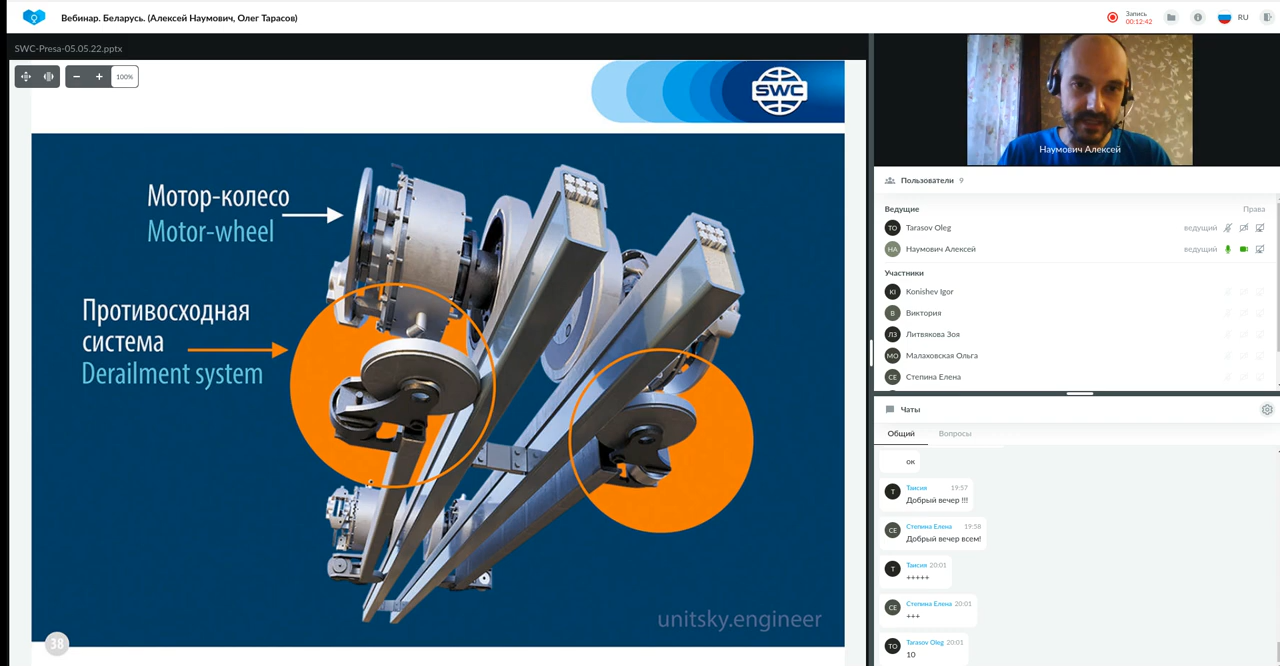 Вебинар. Беларусь. (Алексей Наумович, Олег Тарасов)
Запись
00:12:42
RU
SWC-Presa-05.05.22.pptx
100%
SWC
Мотор-колесо
Motor-wheel
Противосходная
система
Derailment system
unitsky.engineer
38
Наумович Алексей
Пользователи 9
Ведущие Права
TO Tarasov Oleg ведущий
НА Наумович Алексей ведущий
Участники
KI Konishev Igor
В Виктория
ЛЗ Литвякова Зоя
МО Малаховская Ольга
СЕ Степина Елена
Чаты
Общий Вопросы
ок
Т Таисия 19:57
Добрый вечер !!!
СЕ Степина Елена 19:58
Добрый вечер всем!
Т Таисия 20:01
+++++
СЕ Степина Елена 20:01
+++
TO Tarasov Oleg 20:01
10